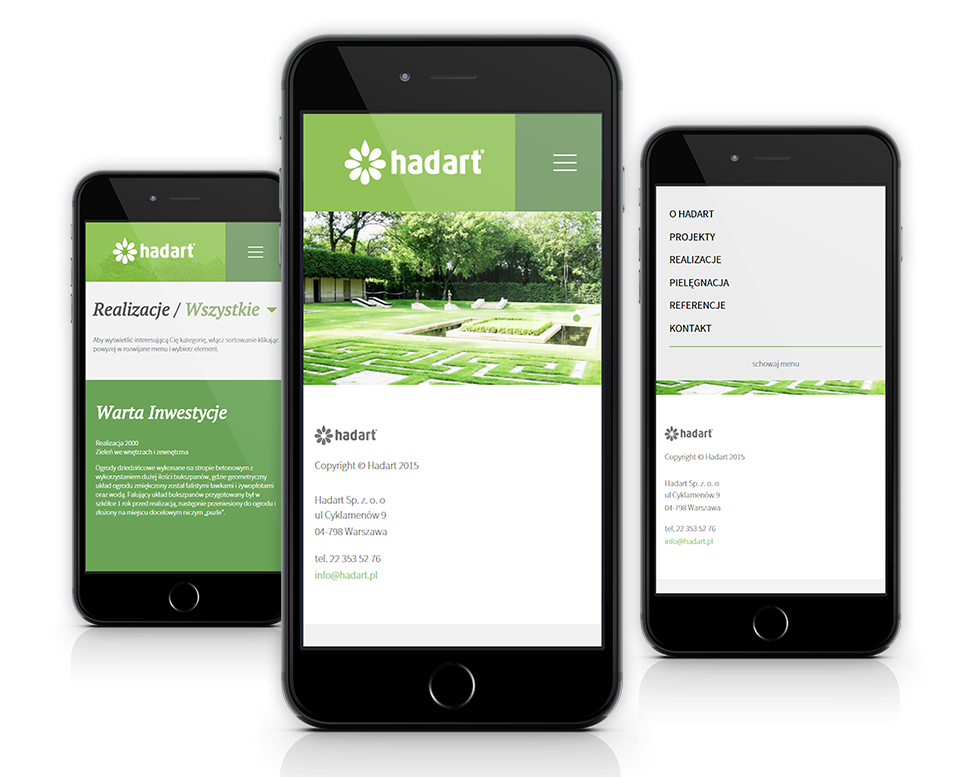 hadart
Realizacje / Wszystkie
Aby wyświetlić interesującą Cię kategorię, włącz sortowanie klikając
powyżej w rozwijane menu i wybierz element.
Warta Inwestycje
Realizacja 2000
Zieleń we wnętrzach i zewnętrzna
Ogrody dziedzińcowe wykonane na stropie betonowym z
wykorzystaniem dużej ilości bukszpanów, gdzie geometryczny
układ ogrodu zmiękczony został falistymi ławkami i żywopłotami
oraz wodą. Falujący układ bukszpanów przygotowany był w
szkółce 1 rok przed realizacją, następnie przeniesiony do ogrodu i
złożony na miejscu docelowym niczym „puzle”.
hadart®
hadart
Copyright © Hadart 2015
Hadart Sp. z. o. o
ul Cyklamenów 9
04-798 Warszawa
tel. 22 353 52 76
info@hadart.pl
O HADART
PROJEKTY
REALIZACJE
PIELĘGNACJA
REFERENCJE
KONTAKT
schowaj menu
hadart
Copyright © Hadart 2015
Hadart Sp. z. o. o
ul Cyklamenów 9
04-798 Warszawa
tel. 22 353 52 76
info@hadart.pl